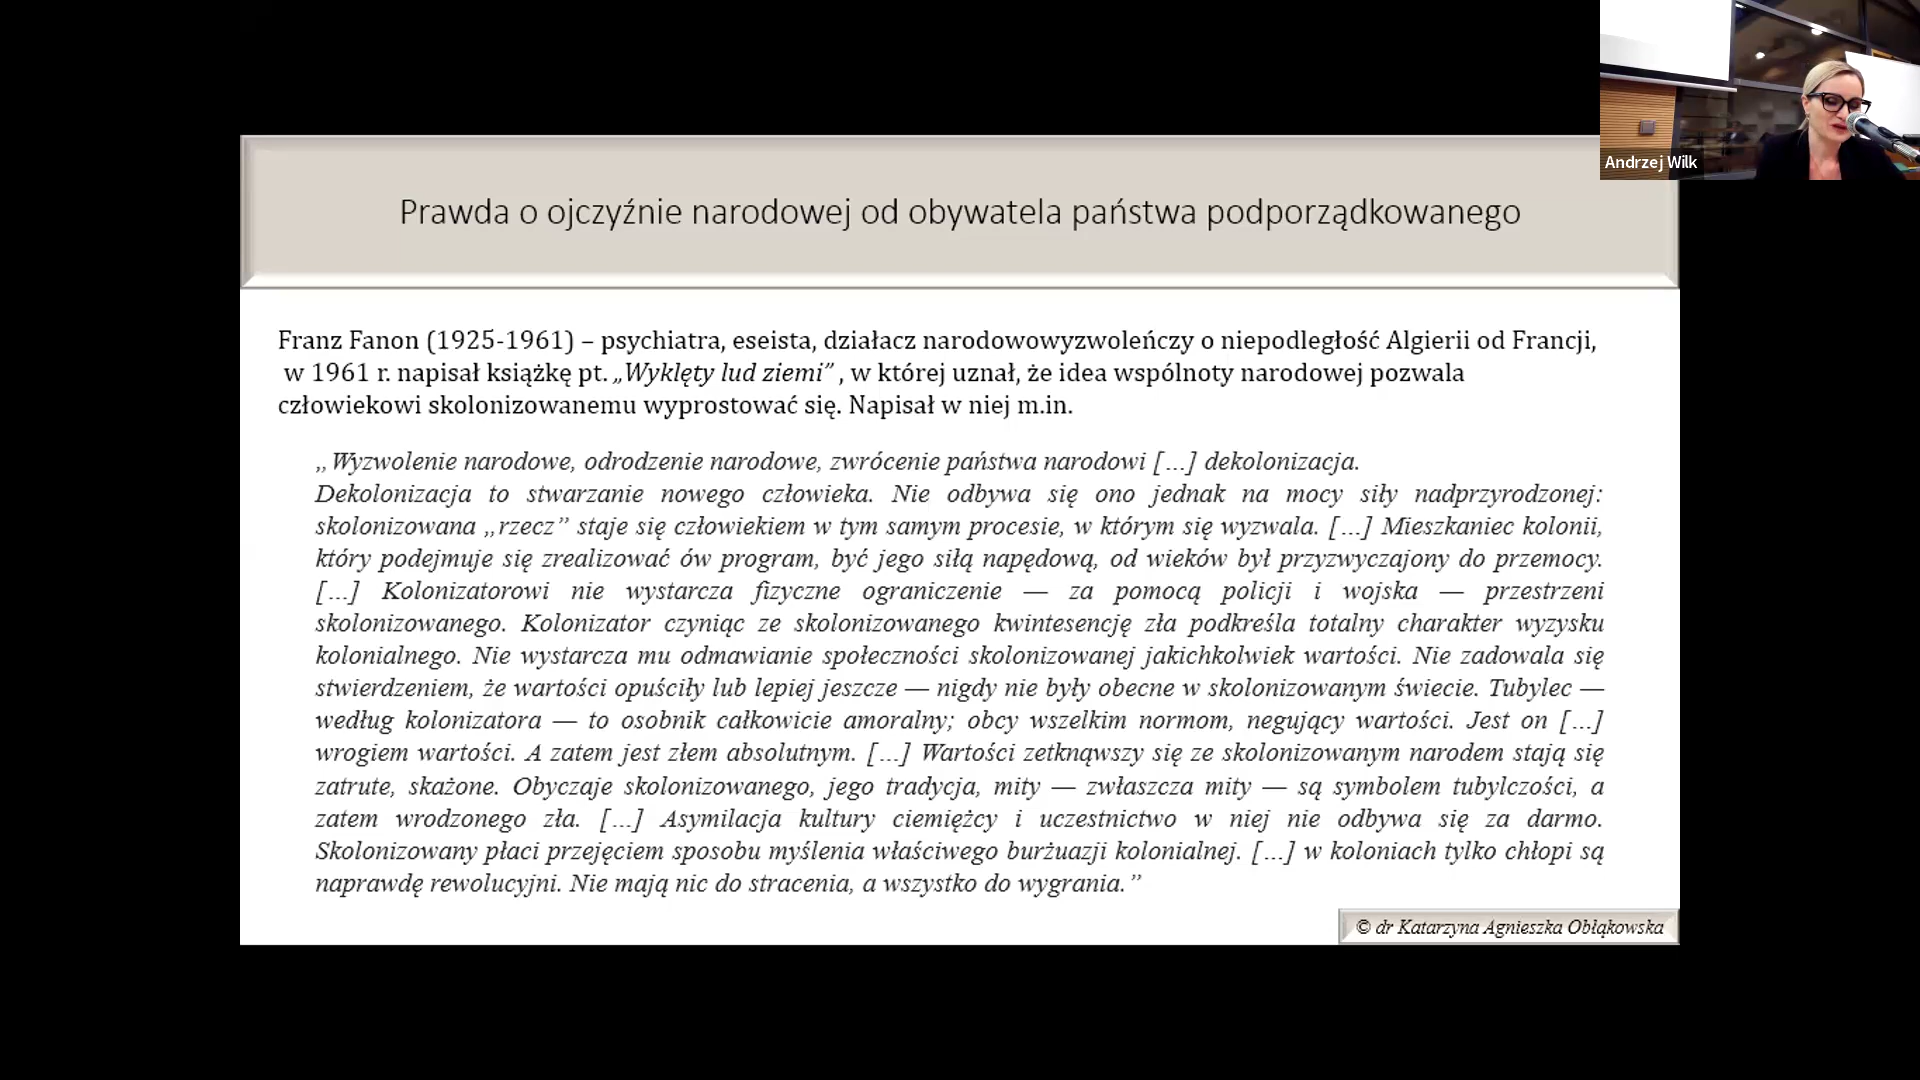 Andrzej Wilk
Prawda o ojczyźnie narodowej od obywatela państwa podporządkowanego
Franz Fanon (1925-1961) – psychiatra, eseista, działacz narodowowyzwoleńczy o niepodległość Algierii od Francji,
w 1961 r. napisał książkę pt. „Wyklęty lud ziemi” , w której uznał, że idea wspólnoty narodowej pozwala
człowiekowi skolonizowanemu wyprostować się. Napisał w niej m.in.
„Wyzwolenie narodowe, odrodzenie narodowe, zwrócenie państwa narodowi […] dekolonizacja.
Dekolonizacja to stwarzanie nowego człowieka. Nie odbywa się ono jednak na mocy siły nadprzyrodzonej:
skolonizowana „rzecz” staje się człowiekiem w tym samym procesie, w którym się wyzwala. […] Mieszkaniec kolonii,
który podejmuje się zrealizować ów program, być jego siłą napędową, od wieków był przyzwyczajony do przemocy.
[…] Kolonizatorowi nie wystarcza fizyczne ograniczenie — za pomocą policji i wojska — przestrzeni
skolonizowanego. Kolonizator czyniąc ze skolonizowanego kwintesencję zła podkreśla totalny charakter wyzysku
kolonialnego. Nie wystarcza mu odmawianie społeczności skolonizowanej jakichkolwiek wartości. Nie zadowala się
stwierdzeniem, że wartości opuściły lub lepiej jeszcze — nigdy nie były obecne w skolonizowanym świecie. Tubylec —
według kolonizatora — to osobnik całkowicie amoralny; obcy wszelkim normom, negujący wartości. Jest on […]
wrogiem wartości. A zatem jest złem absolutnym. […] Wartości zetknąwszy się ze skolonizowanym narodem stają się
zatrute, skażone. Obyczaje skolonizowanego, jego tradycja, mity — zwłaszcza mity — są symbolem tubylczości, a
zatem wrodzonego zła. […] Asymilacja kultury ciemiężcy i uczestnictwo w niej nie odbywa się za darmo.
Skolonizowany płaci przejęciem sposobu myślenia właściwego burżuazji kolonialnej. […] w koloniach tylko chłopi są
naprawdę rewolucyjni. Nie mają nic do stracenia, a wszystko do wygrania.”
© dr Katarzyna Agnieszka Obłąkowska